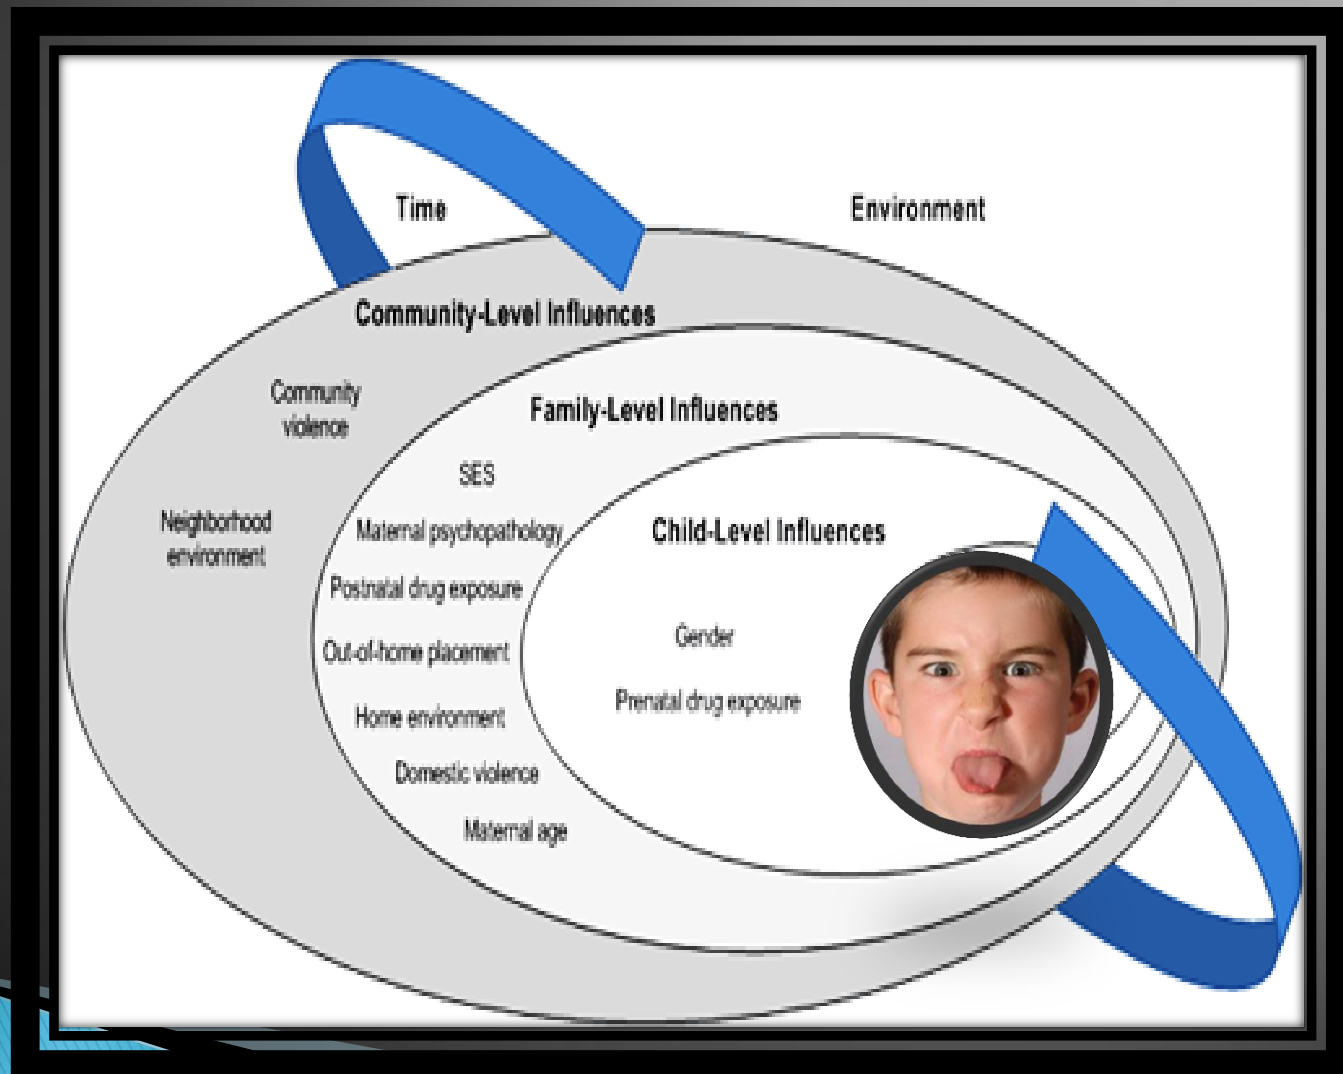 Time
Environment
Community-Level Influences
Community
violence
Neighborhood
environment
Family-Level Influences
SES
Maternal psychopathology
Postnatal drug exposure
Out-of-home placement
Home environment
Domestic violence
Maternal age
Child-Level Influences
Gender
Prenatal drug exposure